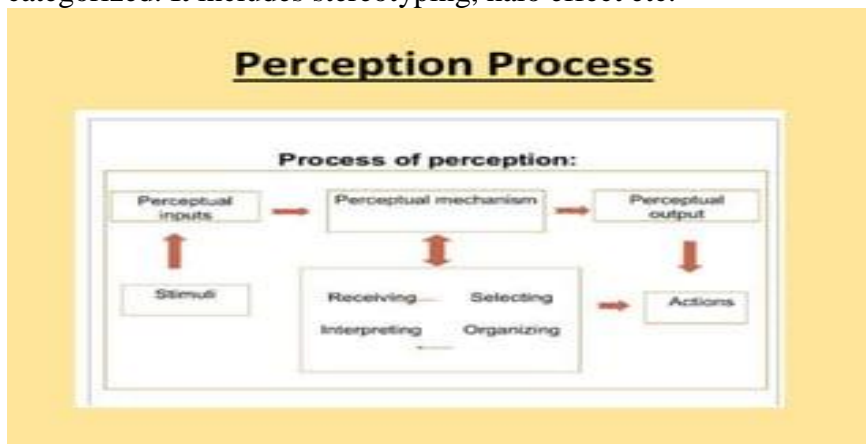 categorized. It includes stereotyping, halo effect etc.
Perception Process
Process of perception:
Perceptual
inputs
Perceptual mechanism
Perceptual
output
Stimuli
Receiving
Selecting
Interpreting
Organizing
Actions